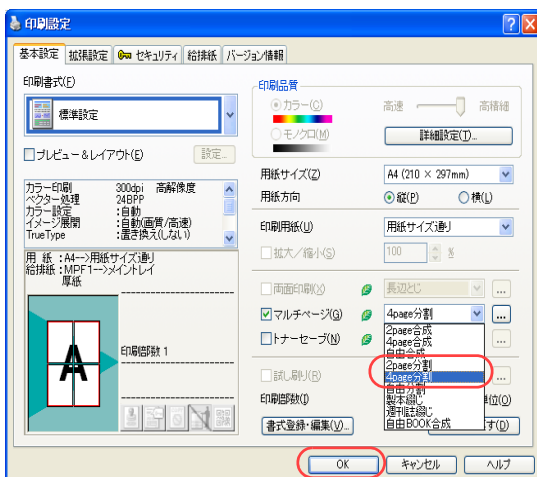 印刷設定
基本設定 拡張設定 セキュリティ 給排紙 バージョン情報
印刷書式(F)
標準設定
プレビュー＆レイアウト(E) 設定...
カラー印刷 300dpi 高解像度
ベクター処理 24BPP
カラー設定 :自動
イメージ展開 :自動(画質/高速)
TrueType :置き換え(しない)
用 紙 :A4-->用紙サイズ通り
給排紙:MPF1-->メイントレイ
厚紙
A
印刷部数 1
書式登録・編集(V)...
印刷品質
カラー(C) 高速 高精細
モノクロ(M) 詳細設定(T)...
用紙サイズ(Z) A4 (210 × 297mm)
用紙方向 縦(P) 横(L)
印刷用紙(U) 用紙サイズ通り
拡大／縮小(S) 100 %
両面印刷(X) 長辺とじ ...
マルチページ(G) 4page分割 ...
トナーセーブ(N) ...
2page合成
4page合成
自由合成
2page分割
4page分割
自由分割
製本綴じ
週刊誌綴じ
自由BOOK合成
試し刷り(R) ...
印刷部数(I) 位(O)
す(D)
OK キャンセル ヘルプ